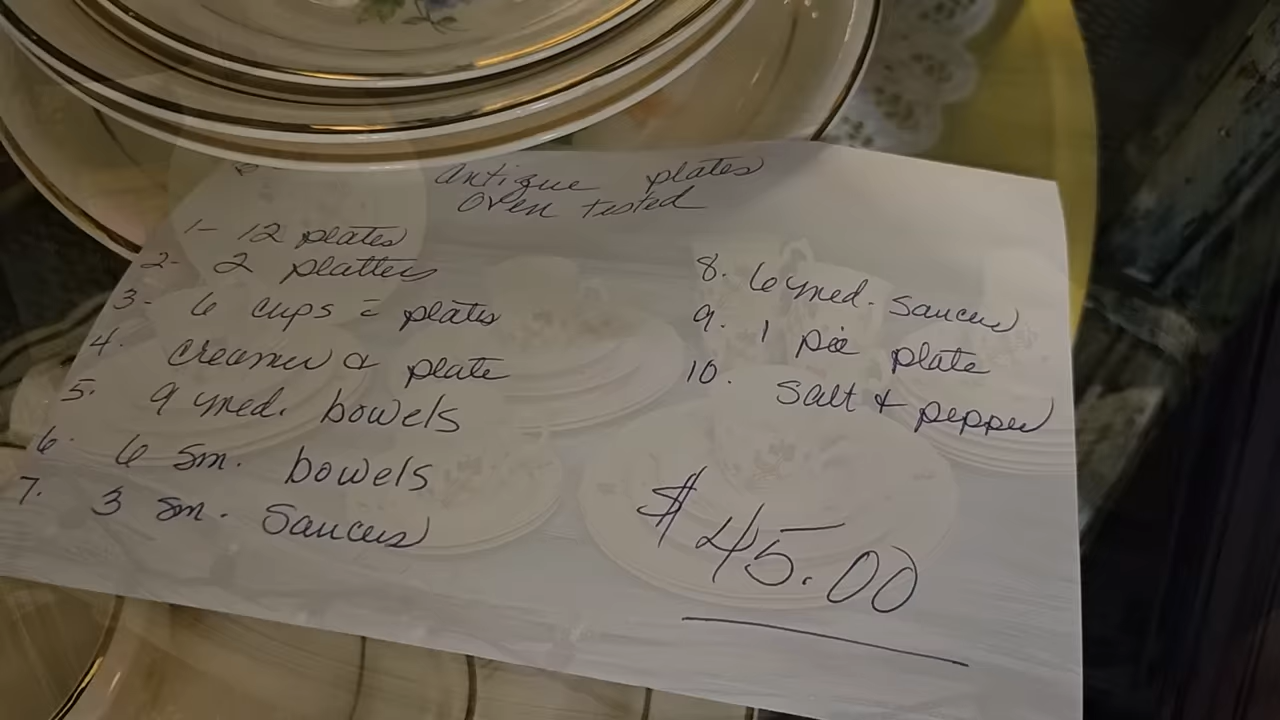 Antique plates
Oven tested
1- 12 plates
2- 2 platters
3- 6 cups = plates
4. creamer & plate
5. 9 med. bowels
6. 6 sm. bowels
7. 3 sm. Saucers
8. 6 med. saucers
9. 1 pie plate
10. Salt & pepper
$45.00